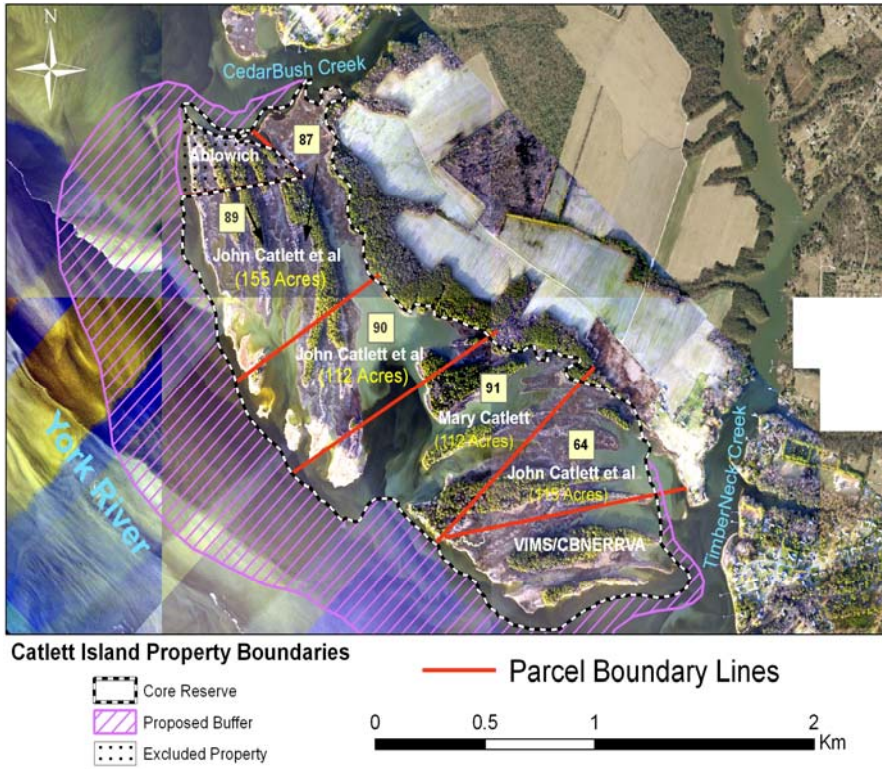 N
CedarBush Creek
87
Ablowich
89
John Catlett et al
(155 Acres)
90
John Catlett et al
(112 Acres)
91
Mary Catlett
(112 Acres)
64
John Catlett et al
(113 Acres)
VIMS/CBNERRVA
York River
TimberNeck Creek
Catlett Island Property Boundaries
Core Reserve
Proposed Buffer
Excluded Property
Parcel Boundary Lines
0 0.5 1 2
Km